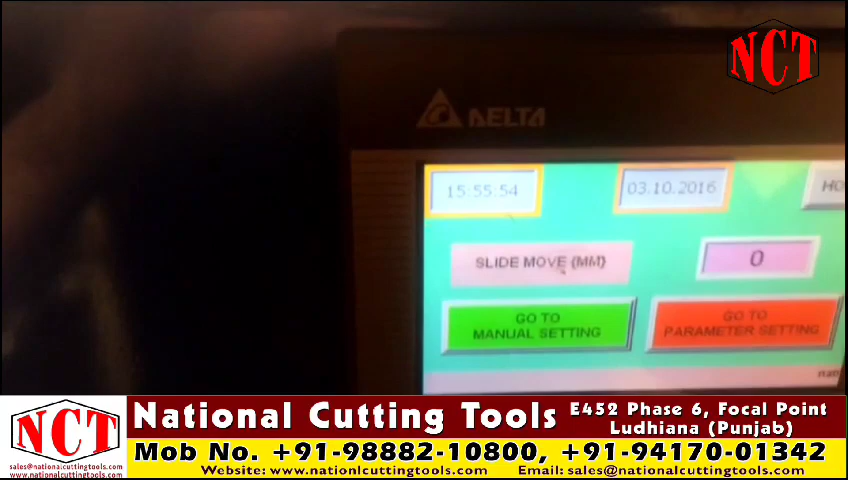 NCT
DELTA
15:55:54
03.10.2016
HO
SLIDE MOVE (MM)
0
GO TO
MANUAL SETTING
GO TO
PARAMETER SETTING
nati
NCT
sales@nationalcuttingtools.com
www.nationalcuttingtools.com
National Cutting Tools
E452 Phase 6, Focal Point
Ludhiana (Punjab)
Mob No. +91-98882-10800, +91-94170-01342
Website: www.nationlcuttingtools.com Email: sales@nationalcuttingtools.com